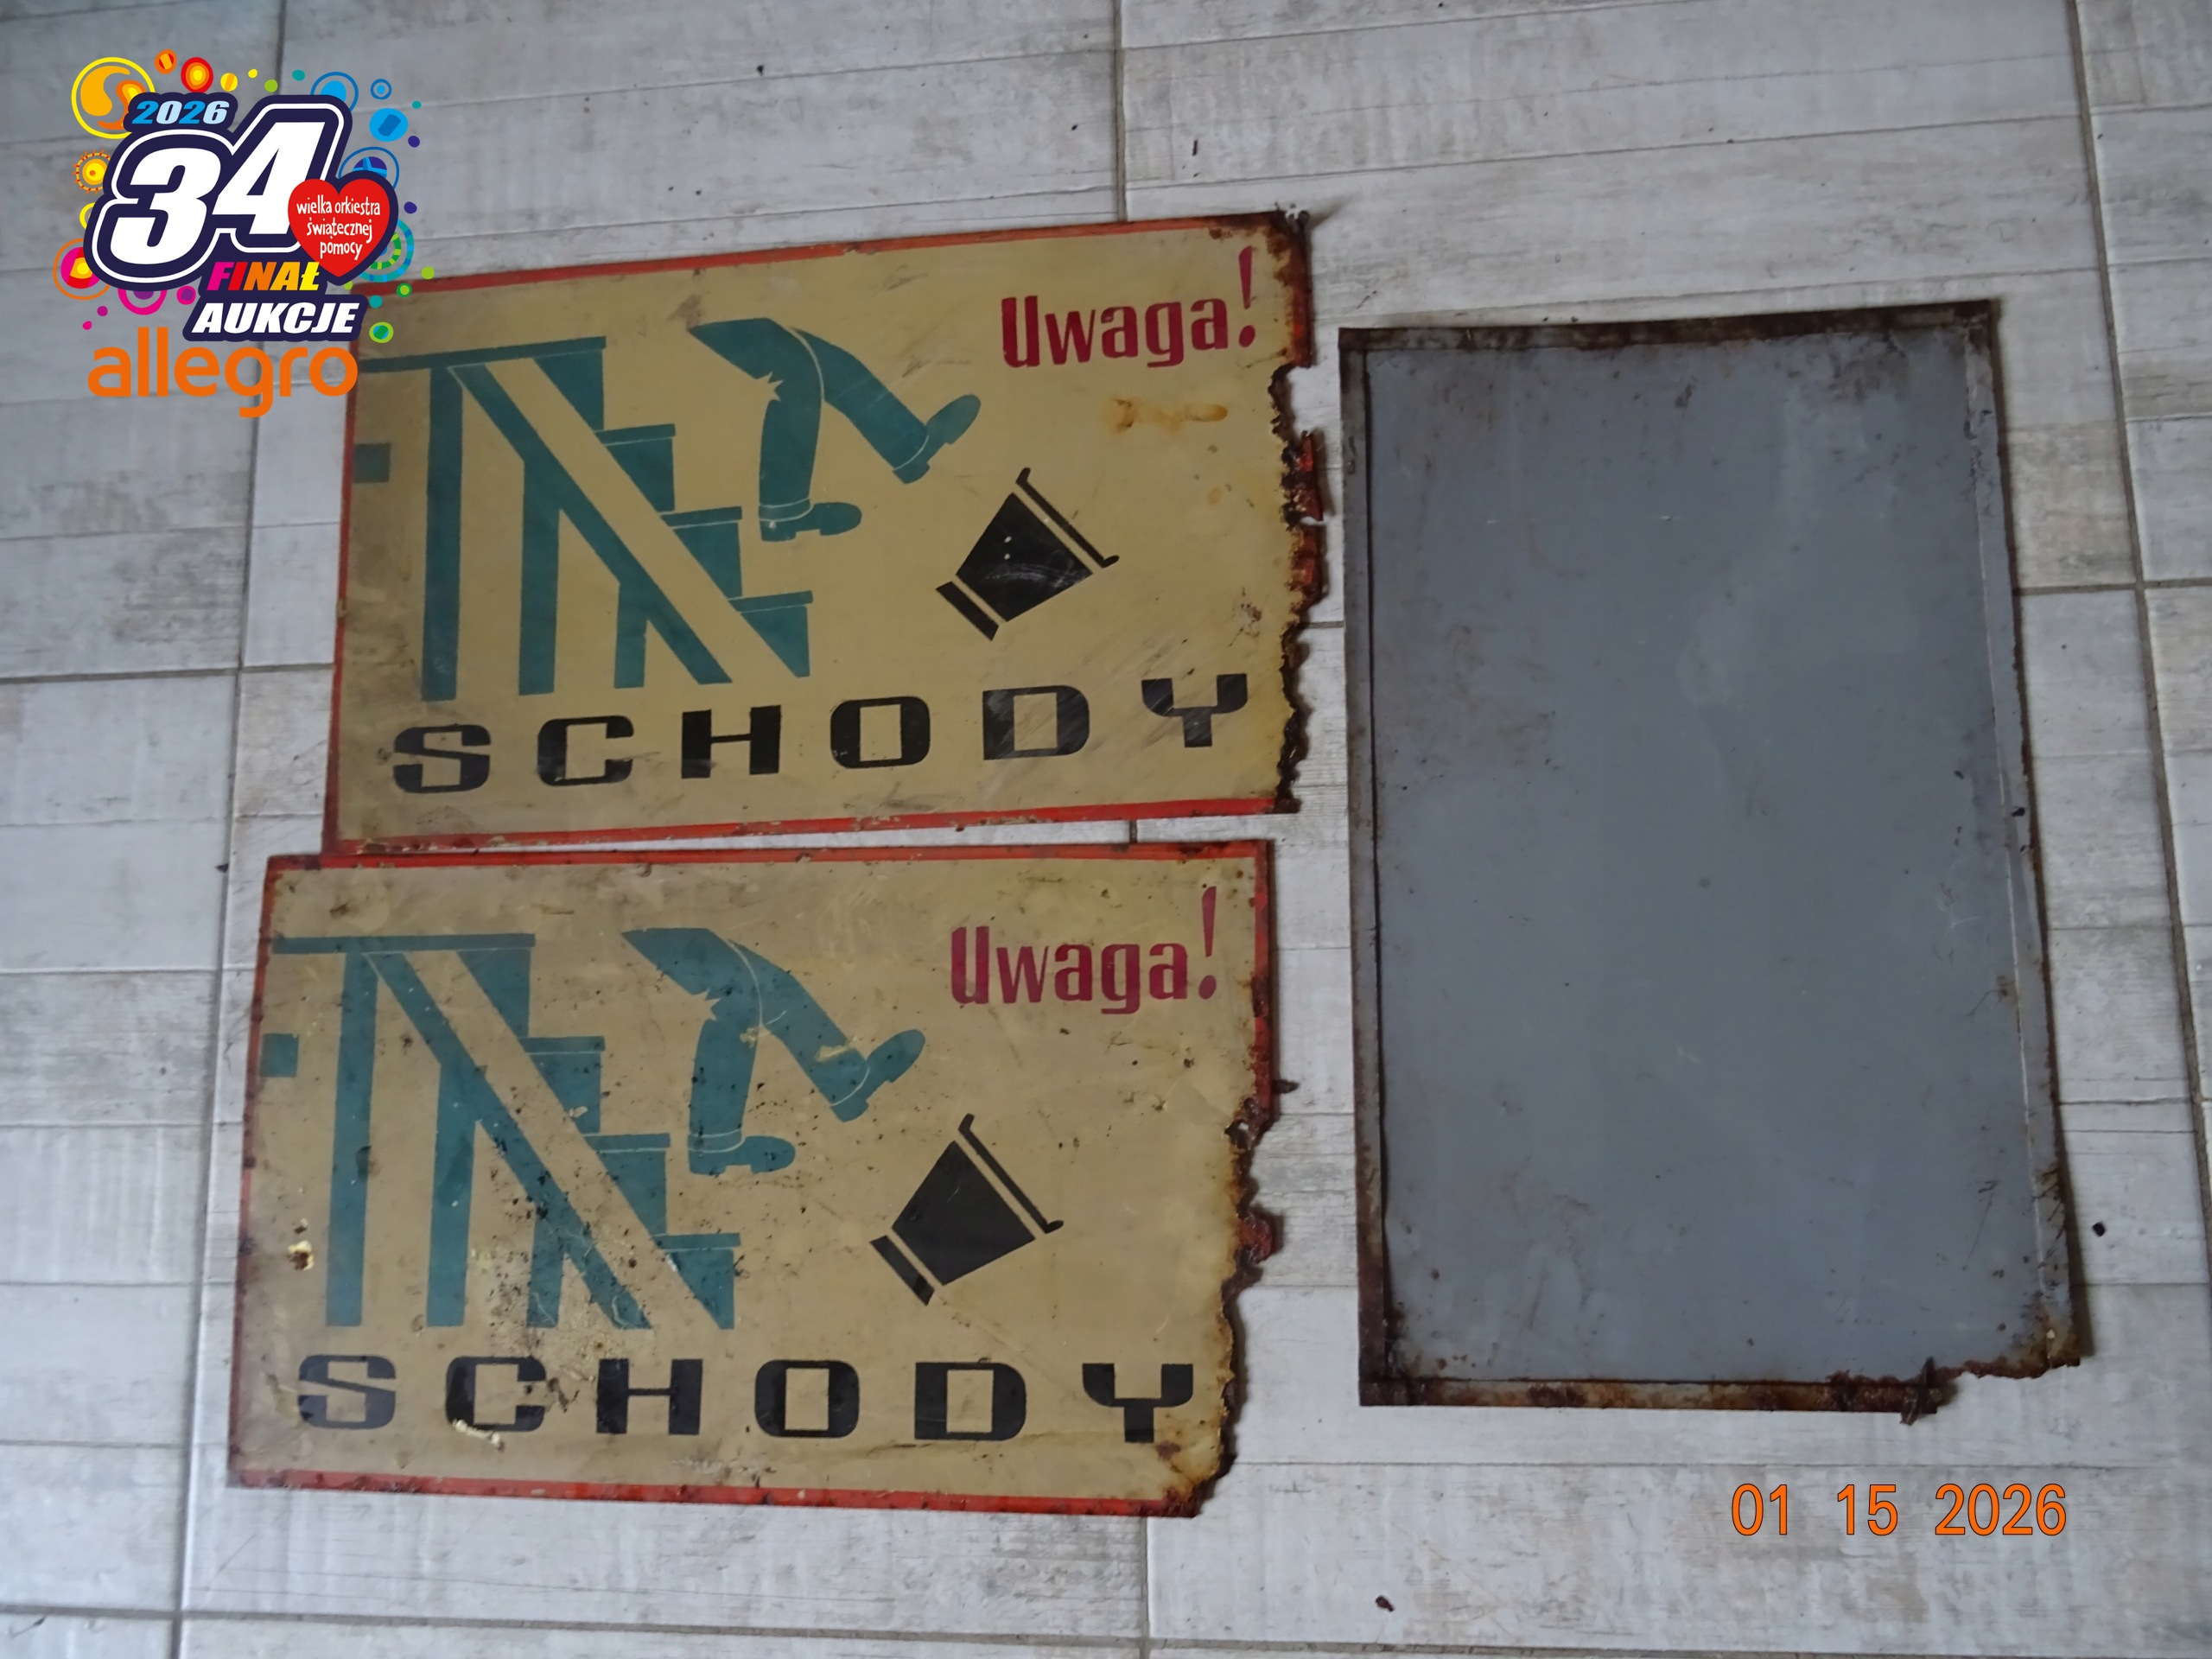 2026
34
wielka orkiestra
świątecznej
pomocy
FINAŁ
AUKCJE
allegro
Uwaga!
SCHODY
Uwaga!
SCHODY
01 15 2026